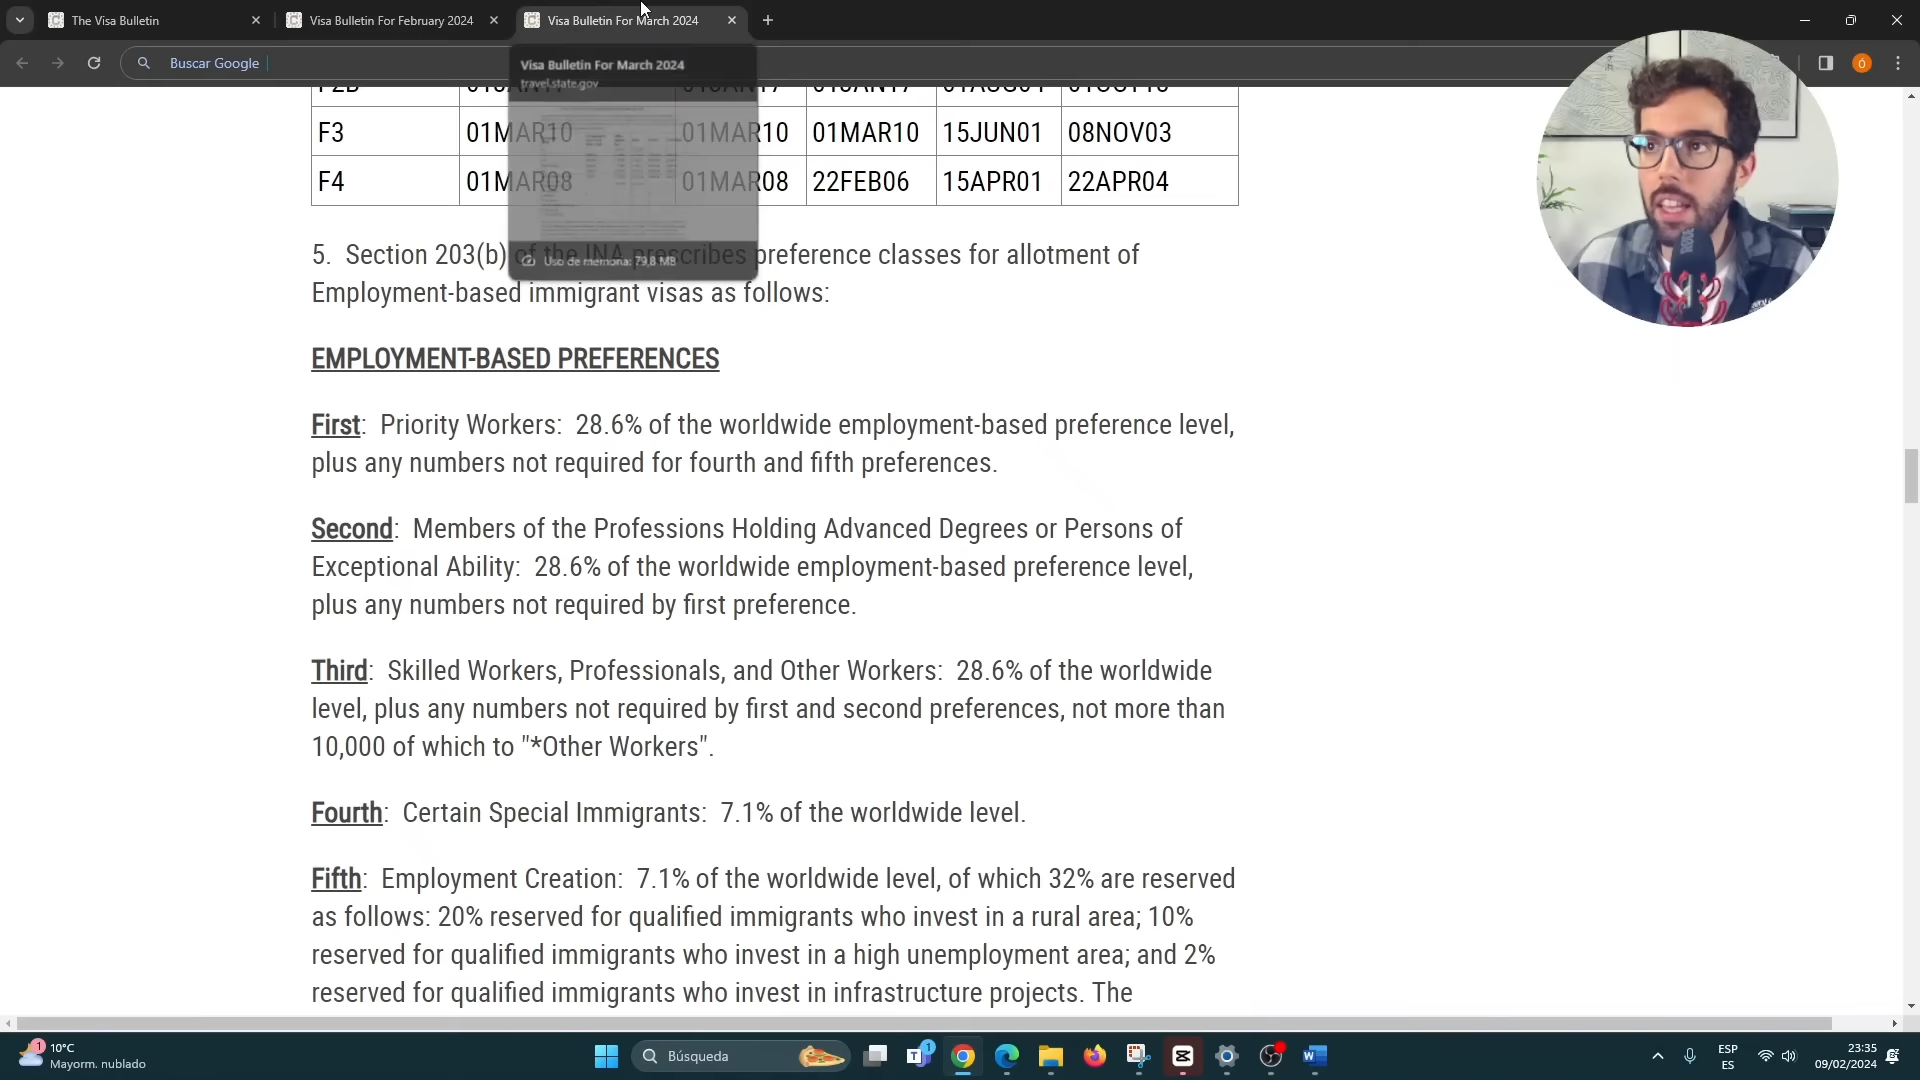 The Visa Bulletin
Visa Bulletin For February 2024
Visa Bulletin For March 2024
Buscar Google
Visa Bulletin For March 2024
travel.state.gov
F3 01MAR10 01MAR10 01MAR10 15JUN01 08NOV03
F4 01MAR08 01MAR08 22FEB06 15APR01 22APR04
5. Section 203(b) of the INA prescribes preference classes for allotment of
Uso de memoria: 79,8 MB
Employment-based immigrant visas as follows:
EMPLOYMENT-BASED PREFERENCES
First: Priority Workers: 28.6% of the worldwide employment-based preference level,
plus any numbers not required for fourth and fifth preferences.
Second: Members of the Professions Holding Advanced Degrees or Persons of
Exceptional Ability: 28.6% of the worldwide employment-based preference level,
plus any numbers not required by first preference.
Third: Skilled Workers, Professionals, and Other Workers: 28.6% of the worldwide
level, plus any numbers not required by first and second preferences, not more than
10,000 of which to "*Other Workers".
Fourth: Certain Special Immigrants: 7.1% of the worldwide level.
Fifth: Employment Creation: 7.1% of the worldwide level, of which 32% are reserved
as follows: 20% reserved for qualified immigrants who invest in a rural area; 10%
reserved for qualified immigrants who invest in a high unemployment area; and 2%
reserved for qualified immigrants who invest in infrastructure projects. The
1
10°C
Mayorm. nublado
Búsqueda
1
ESP
ES
23:35
09/02/2024